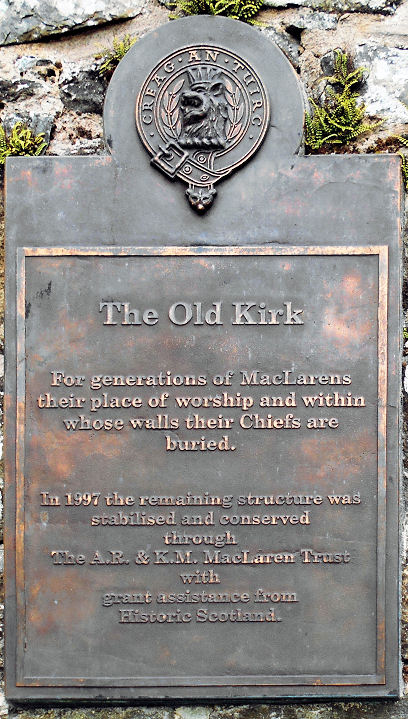 CREAG AN TUIRC
The Old Kirk
For generations of MacLarens
their place of worship and within
whose walls their Chiefs are
buried.
In 1997 the remaining structure was
stabilised and conserved
through
The A.R. & K.M. MacLaren Trust
with
grant assistance from
Historic Scotland.